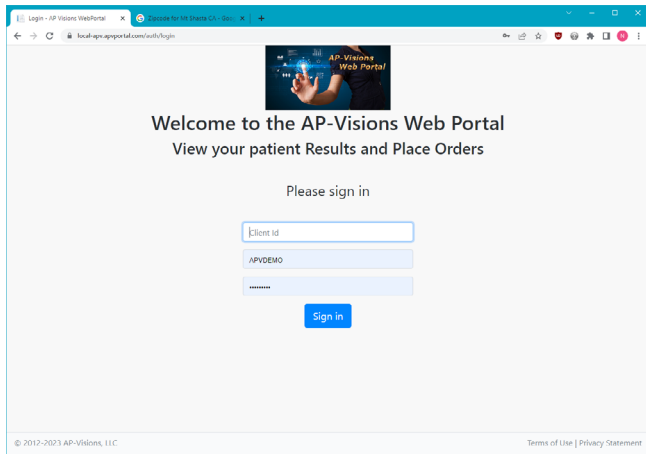 Login - AP Visions WebPortal
Zipcode for Mt Shasta CA - Goo
local-apv.apvportal.com/auth/login
N
AP-Visions
Web Portal
Welcome to the AP-Visions Web Portal
View your patient Results and Place Orders
Please sign in
Client Id
APVDEMO
•••••••••
Sign in
© 2012-2023 AP-Visions, LLC
Terms of Use | Privacy Statement